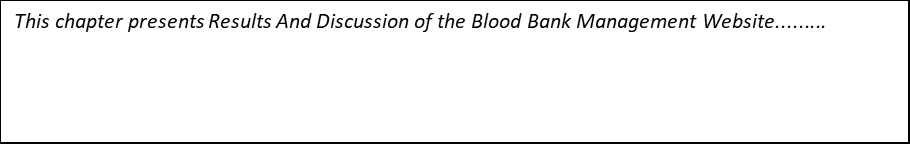 This chapter presents Results And Discussion of the Blood Bank Management Website.........